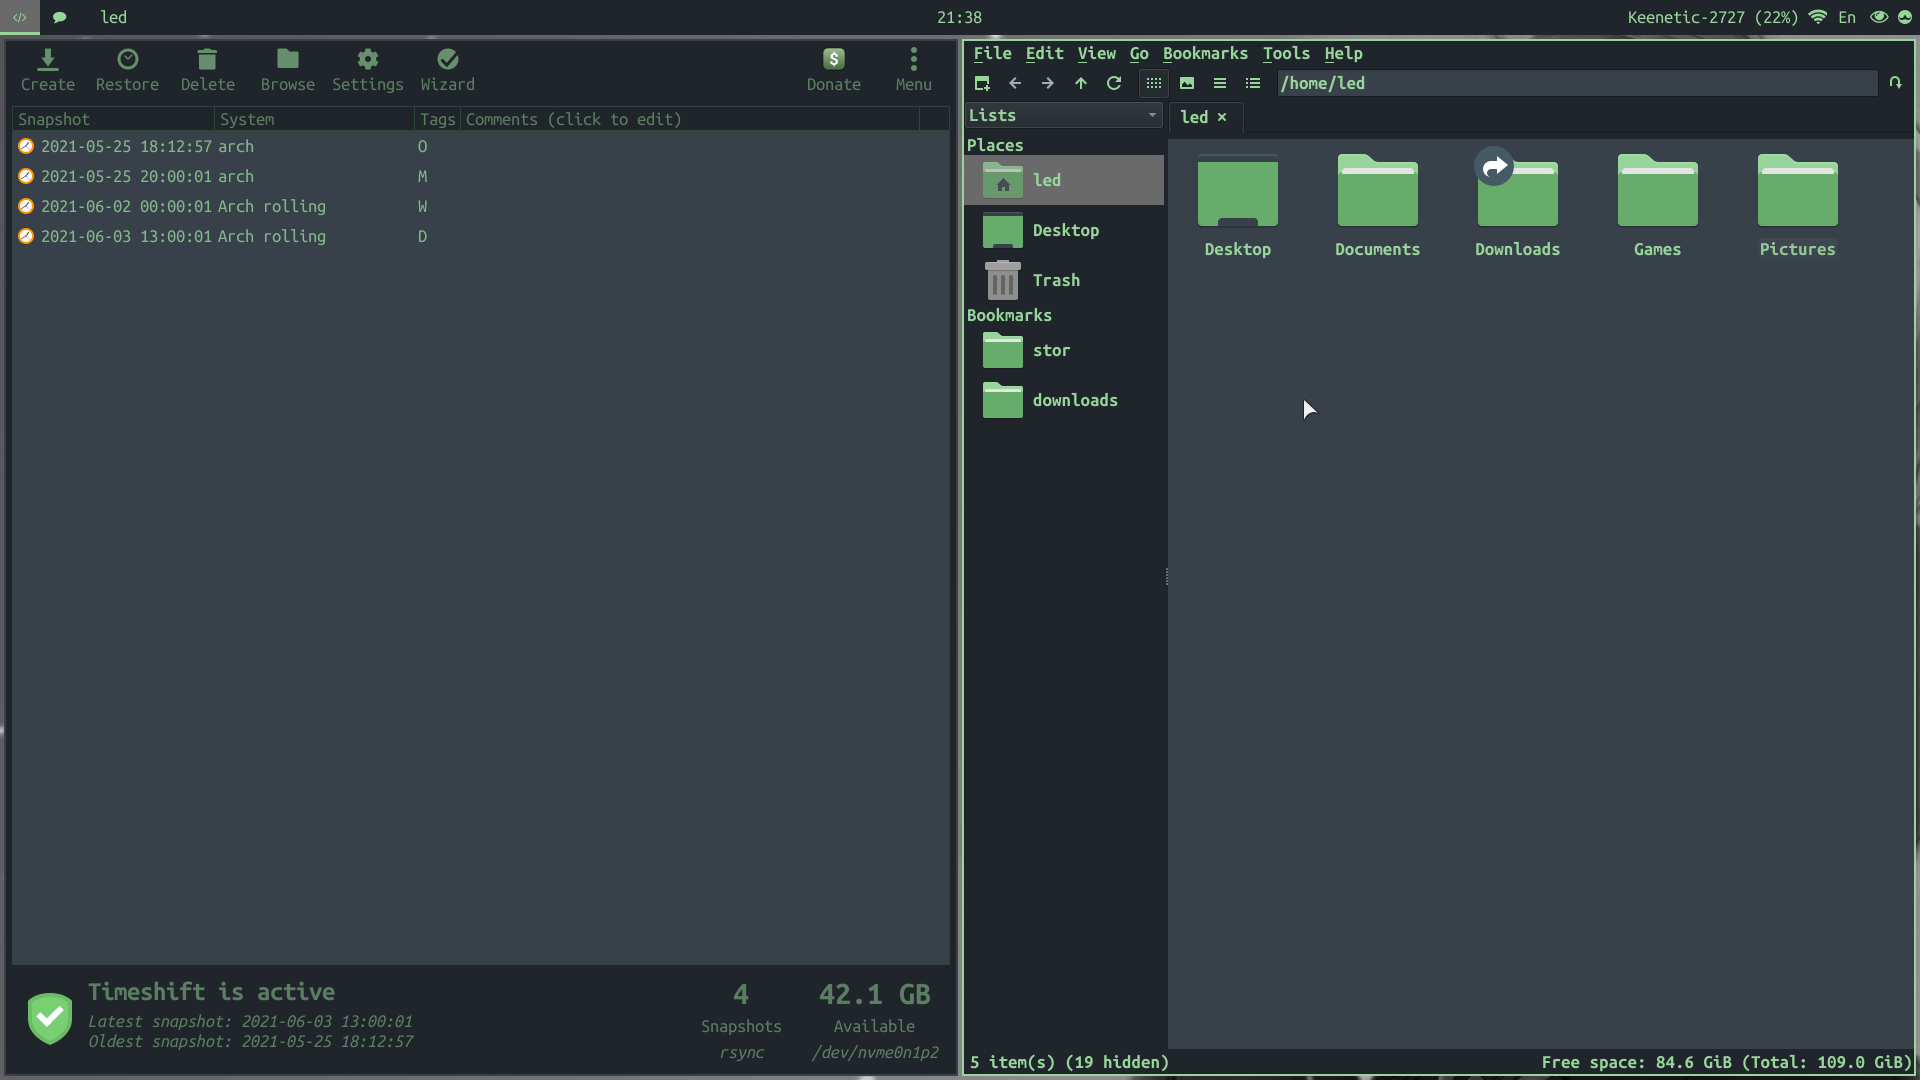 led
21:38
Keenetic-2727 (22%) En
Create Restore Delete Browse Settings Wizard Donate Menu
Snapshot System Tags Comments (click to edit)
2021-05-25 18:12:57 arch O
2021-05-25 20:00:01 arch M
2021-06-02 00:00:01 Arch rolling W
2021-06-03 13:00:01 Arch rolling D
Timeshift is active
Latest snapshot: 2021-06-03 13:00:01
Oldest snapshot: 2021-05-25 18:12:57
4
Snapshots
rsync
42.1 GB
Available
/dev/nvme0n1p2
File Edit View Go Bookmarks Tools Help
/home/led
Lists
led
Places
led
Desktop
Trash
Bookmarks
stor
downloads
Desktop Documents Downloads Games Pictures
5 item(s) (19 hidden)
Free space: 84.6 GiB (Total: 109.0 GiB)